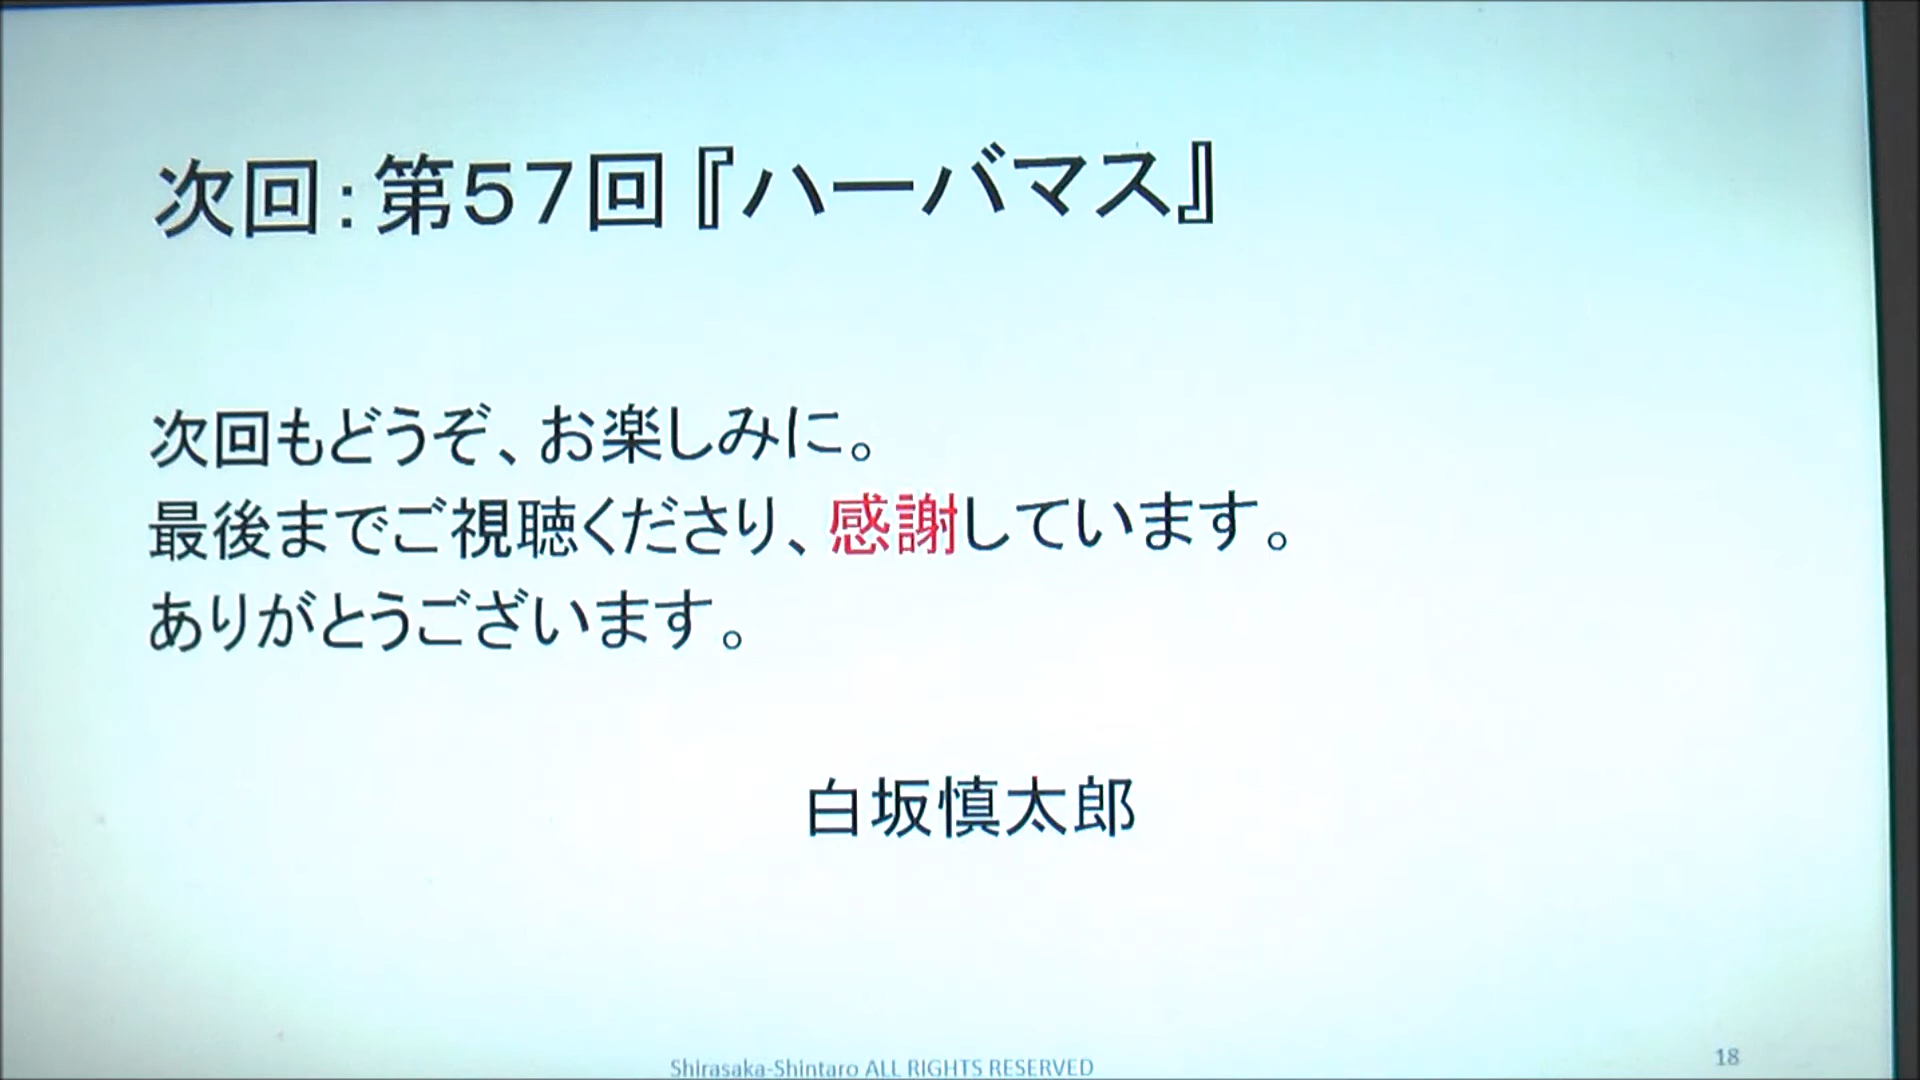 次回：第５７回『ハーバマス』
次回もどうぞ、お楽しみに。
最後までご視聴くださり、感謝しています。
ありがとうございます。
白坂慎太郎
Shirasaka-Shintaro ALL RIGHTS RESERVED
18